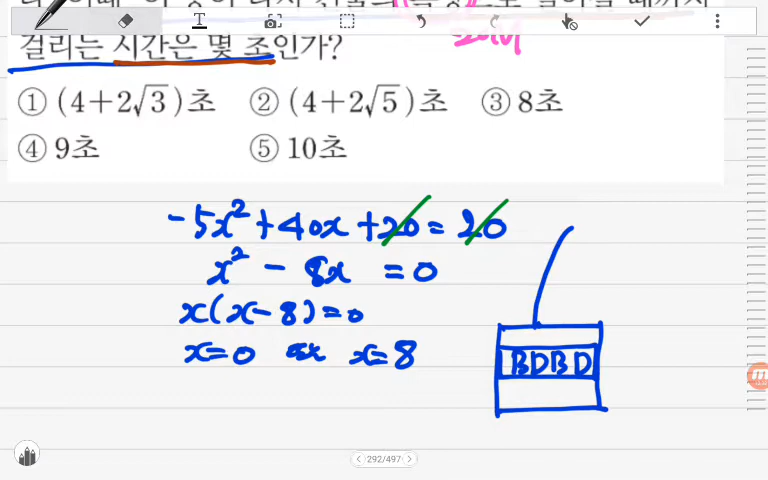 걸리는 시간은 몇 초인가?
① (4+2√3)초 ② (4+2√5)초 ③ 8초
④ 9초 ⑤ 10초
-5x²+40x+20=20
x² - 8x = 0
x(x-8)=0
x=0 or x=8
BDBD
292/497